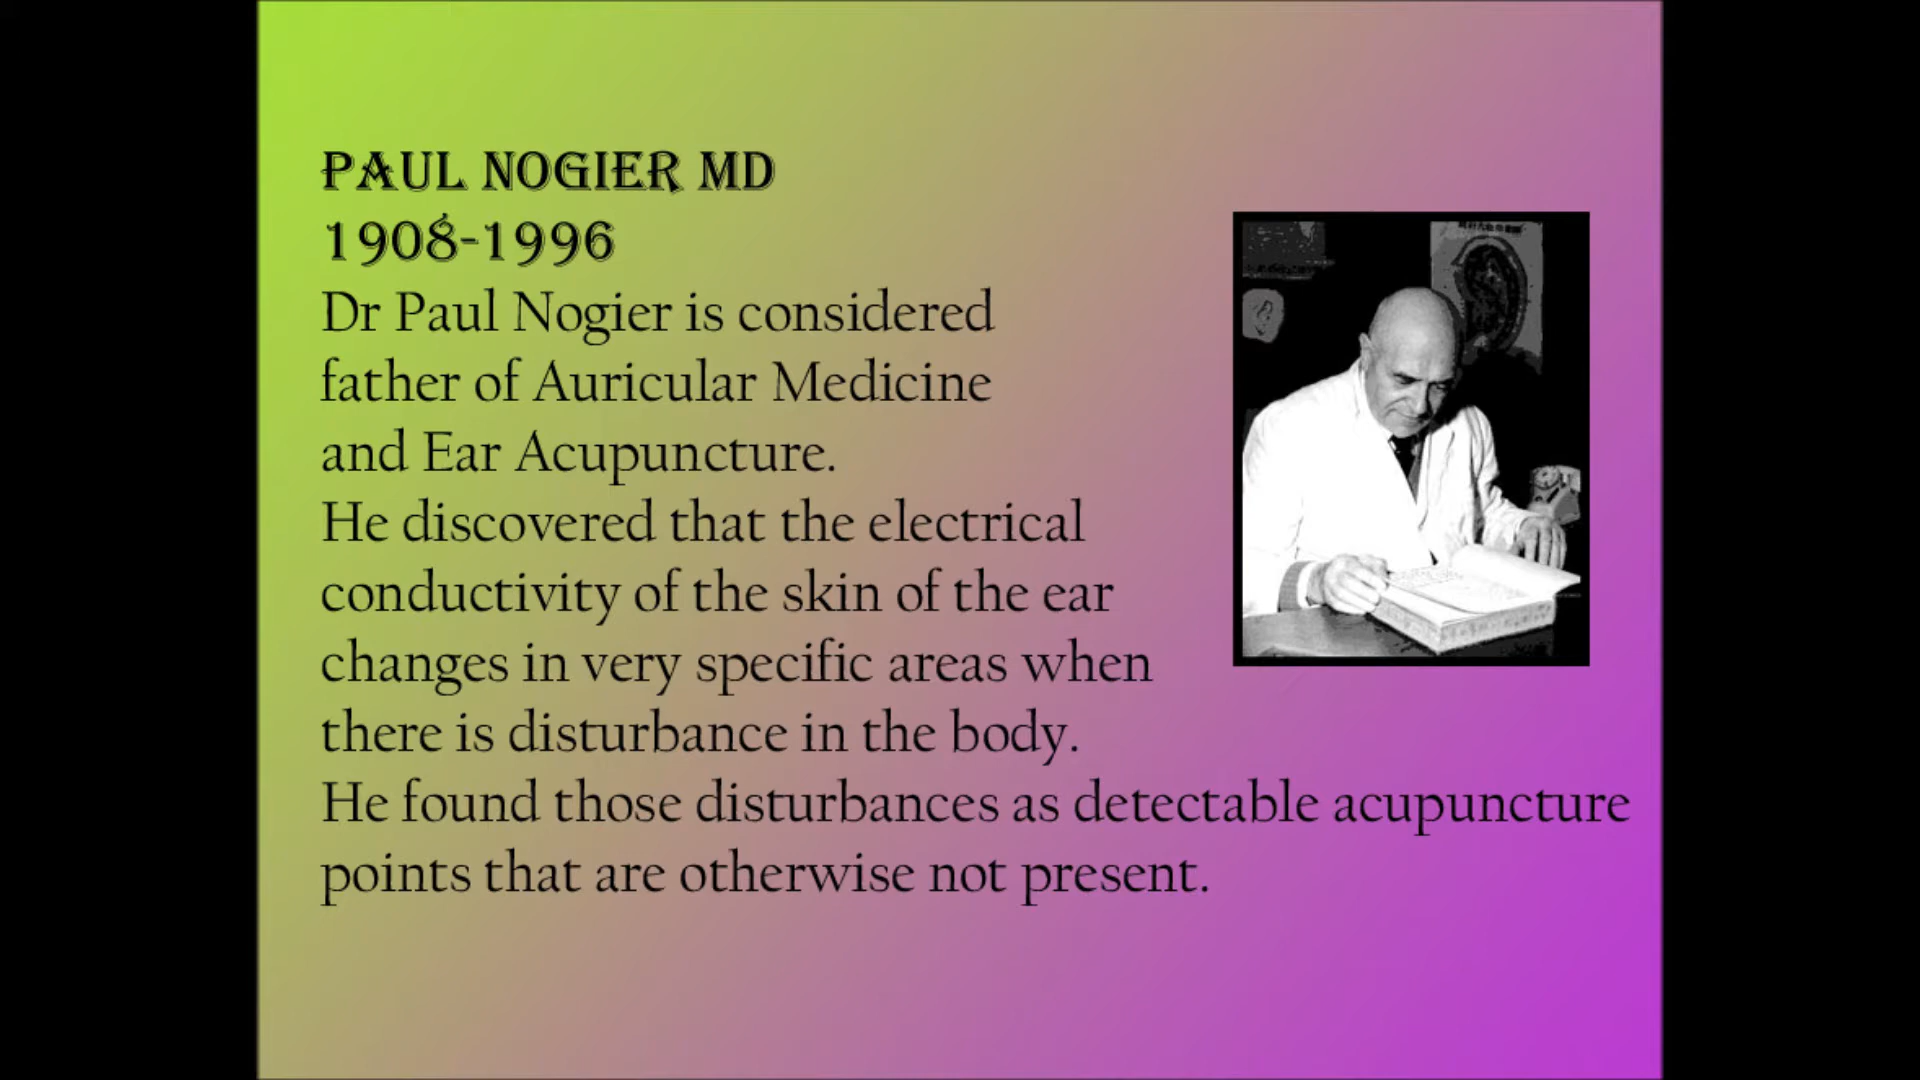 PAUL NOGIER MD
1908-1996
Dr Paul Nogier is considered
father of Auricular Medicine
and Ear Acupuncture.
He discovered that the electrical
conductivity of the skin of the ear
changes in very specific areas when
there is disturbance in the body.
He found those disturbances as detectable acupuncture
points that are otherwise not present.